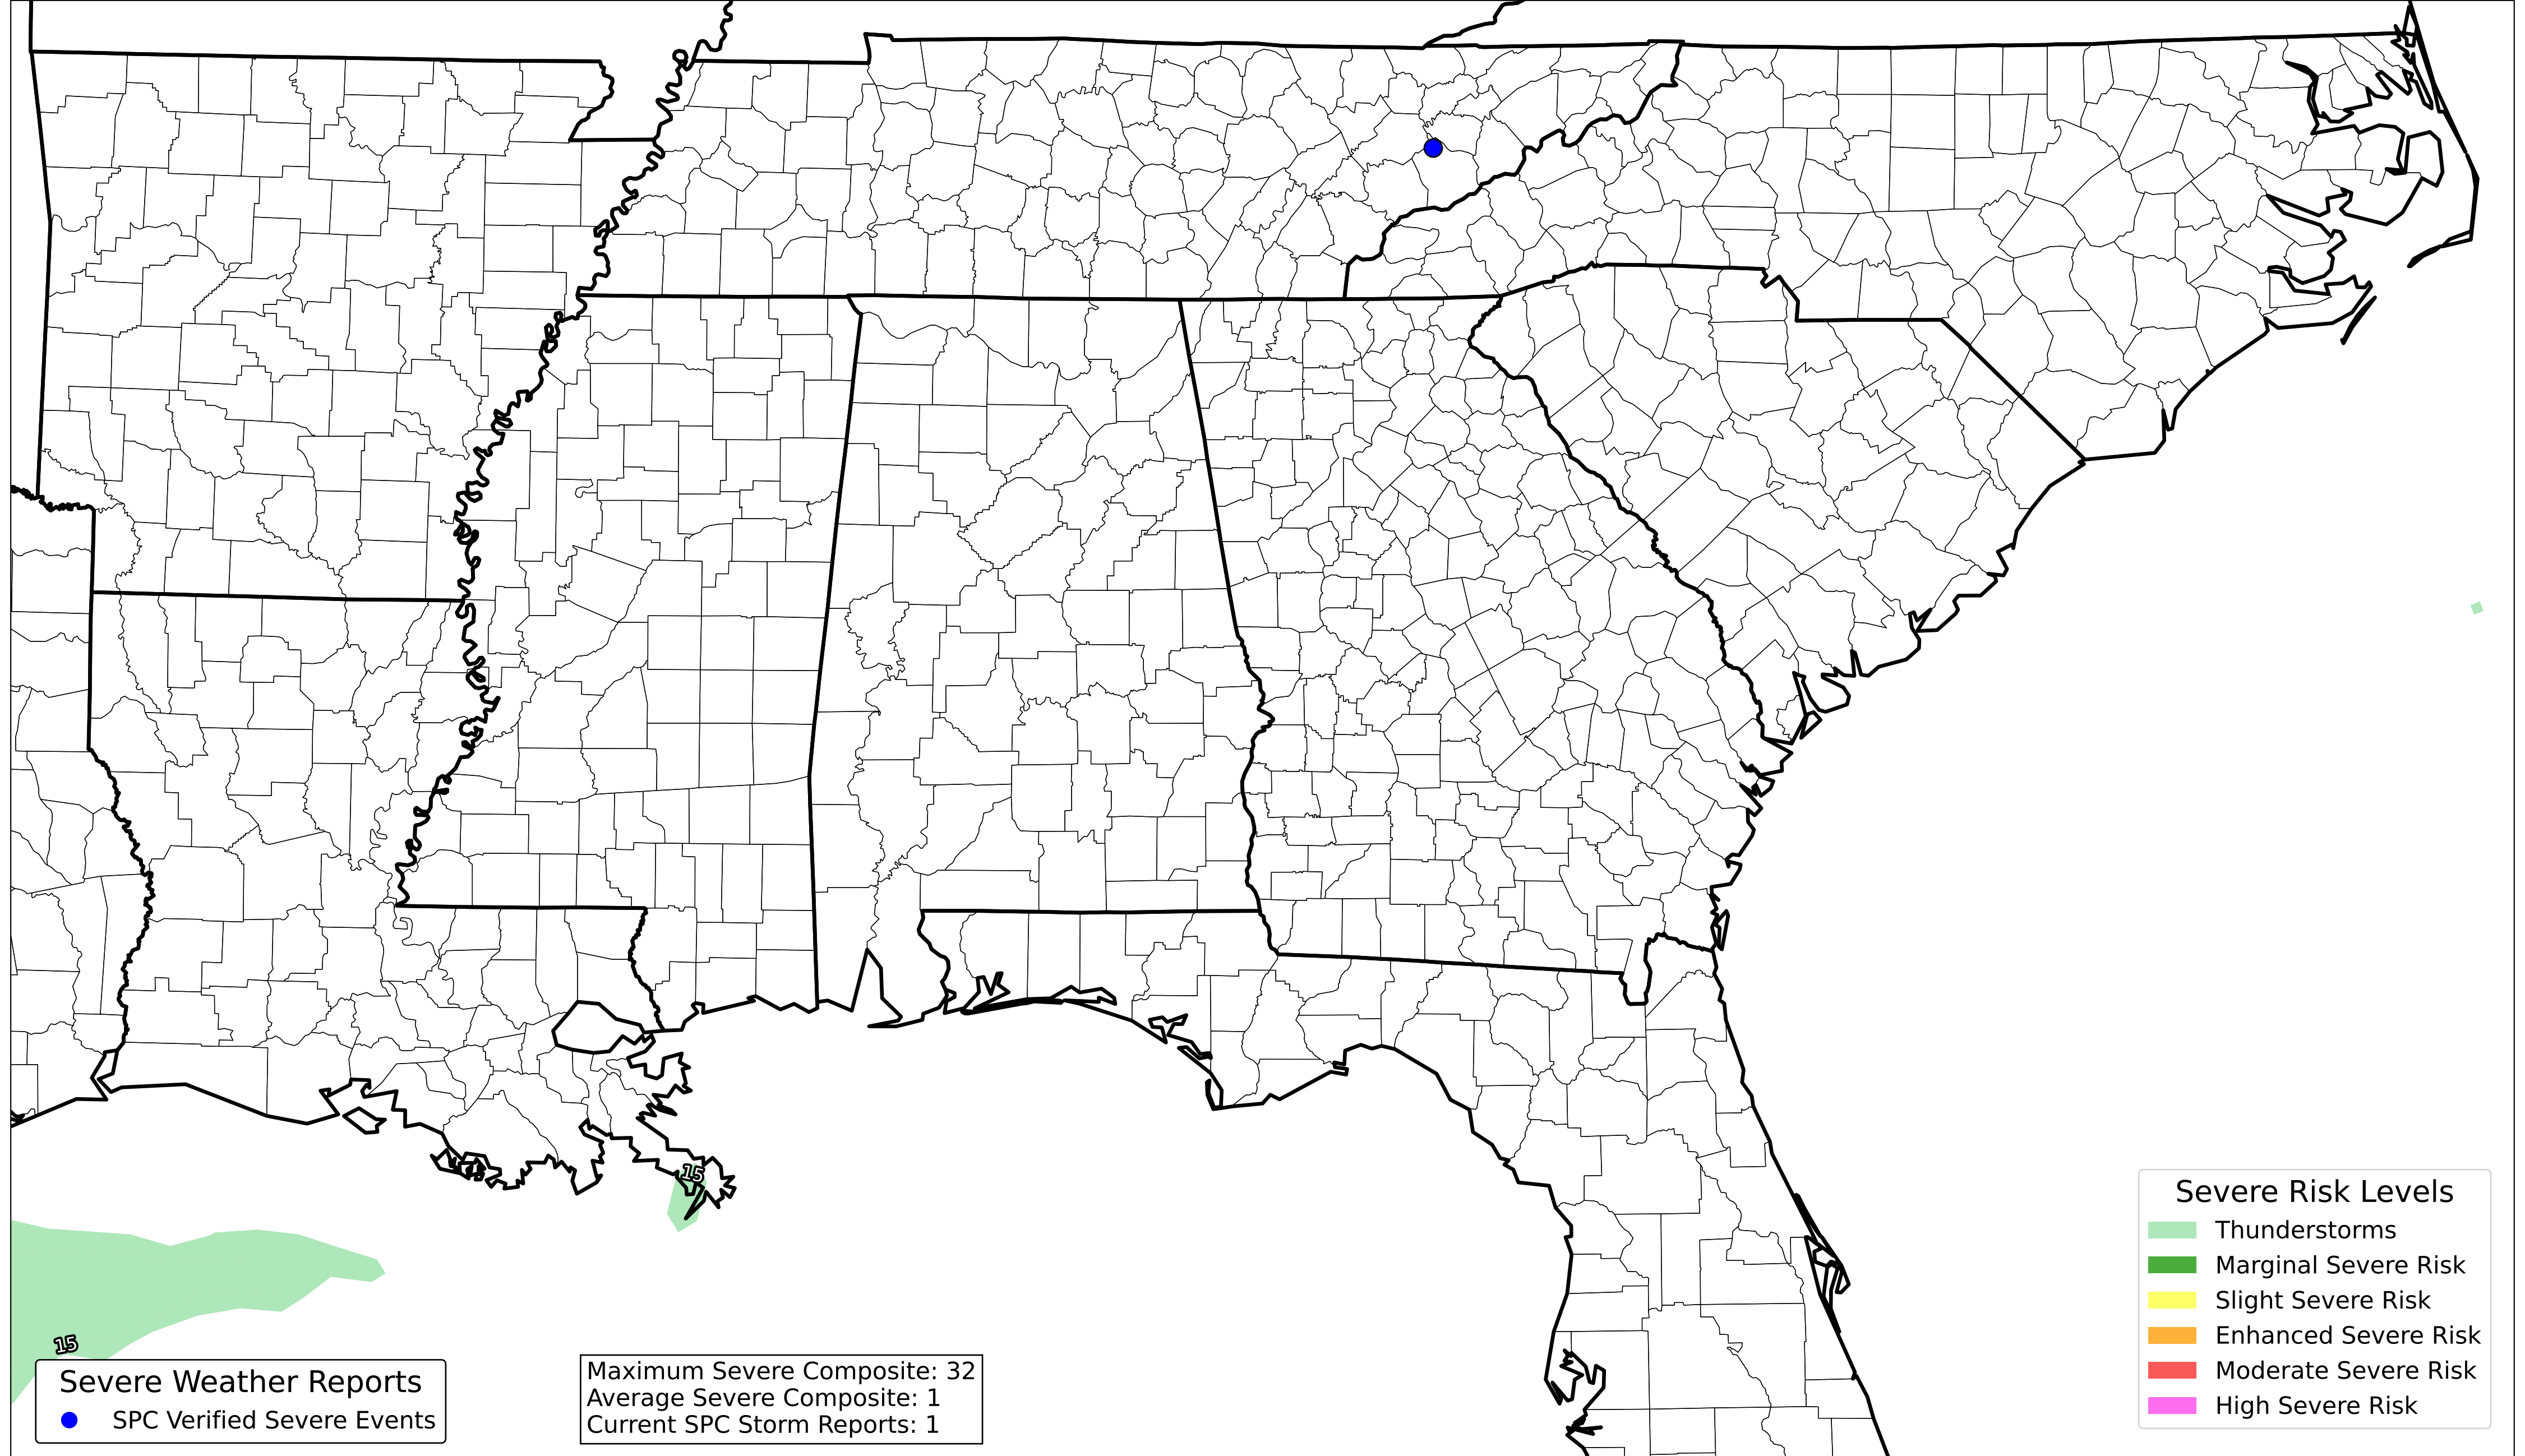 15
15
Severe Weather Reports
SPC Verified Severe Events
Maximum Severe Composite: 32
Average Severe Composite: 1
Current SPC Storm Reports: 1
Severe Risk Levels
Thunderstorms
Marginal Severe Risk
Slight Severe Risk
Enhanced Severe Risk
Moderate Severe Risk
High Severe Risk